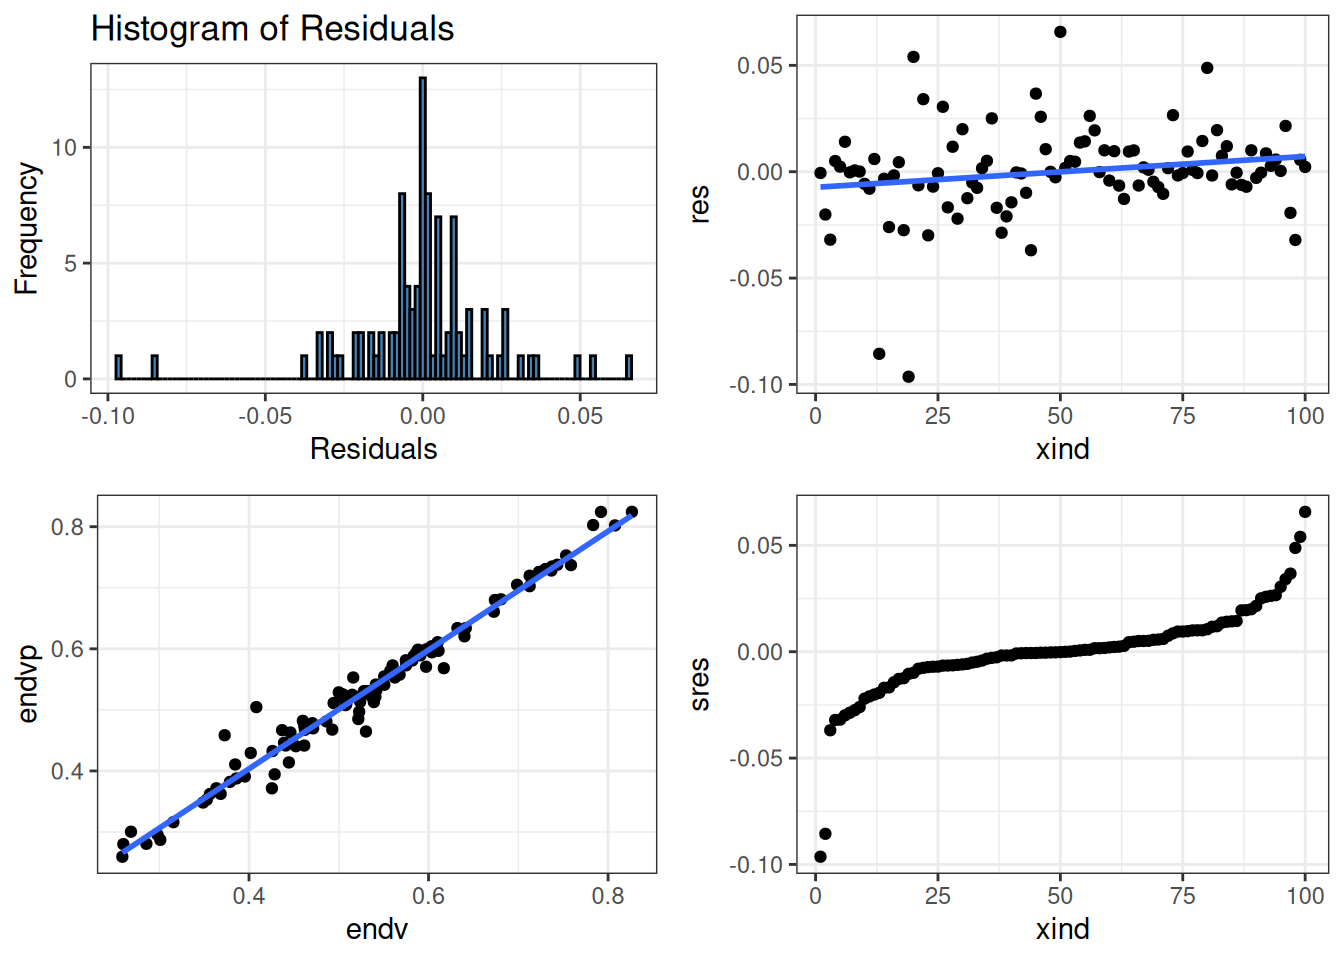 Histogram of Residuals
Frequency
10
5
0
-0.10 -0.05 0.00 0.05
Residuals
res
0.05
0.00
-0.05
-0.10
0 25 50 75 100
xind
endvp
0.8
0.6
0.4
0.4 0.6 0.8
endv
sres
0.05
0.00
-0.05
-0.10
0 25 50 75 100
xind